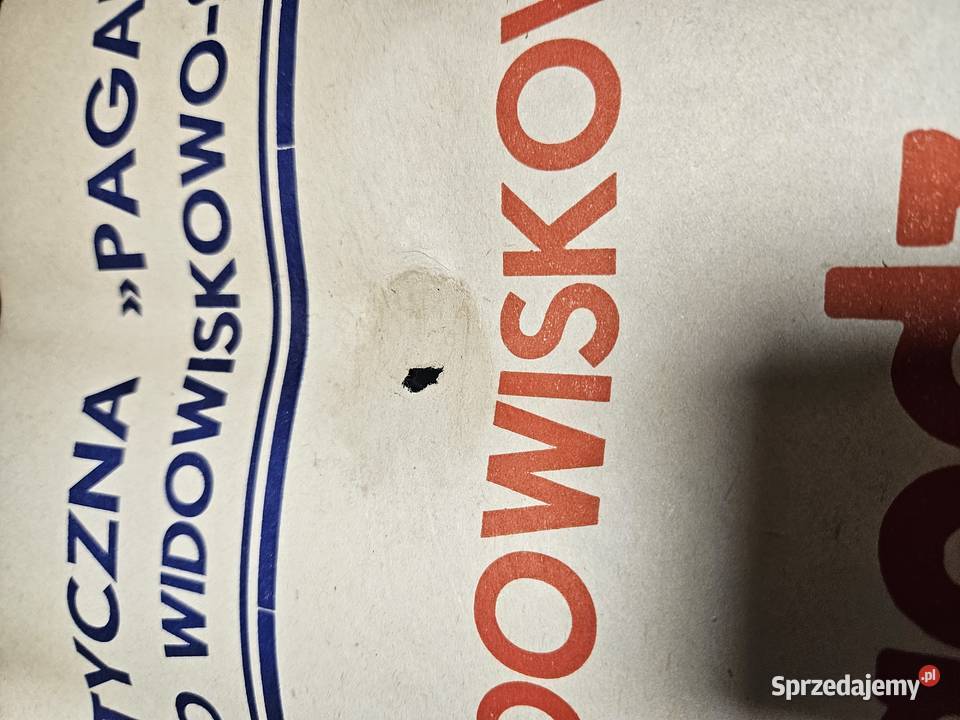 TYCZNA »PAGA
WIDOWISKOWO-
DOWISKOW
Sprzedajemy.pl